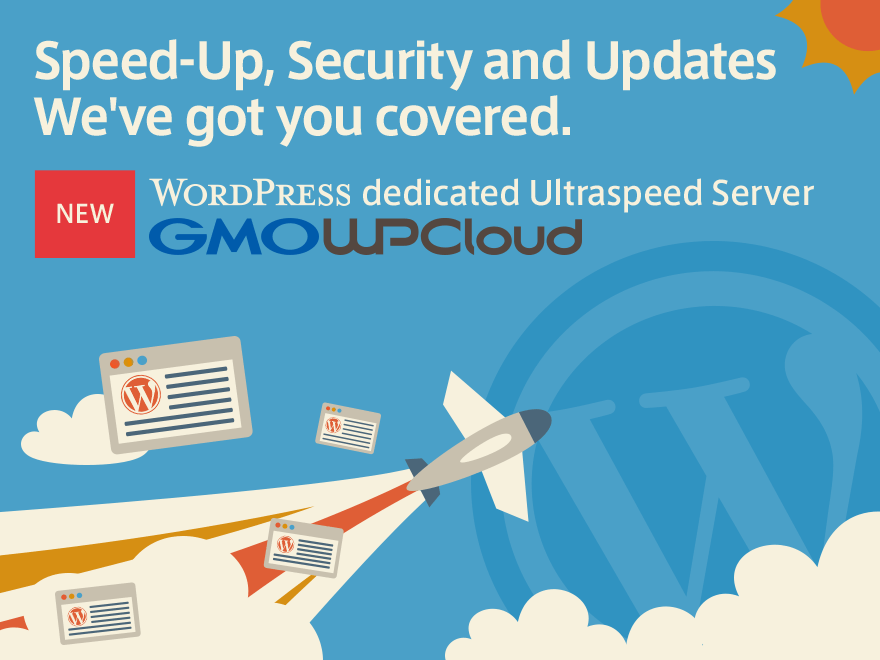 Speed-Up, Security and Updates
We've got you covered.
NEW
WORDPRESS dedicated Ultraspeed Server
GMOWPCloud
W
W
W
W
W